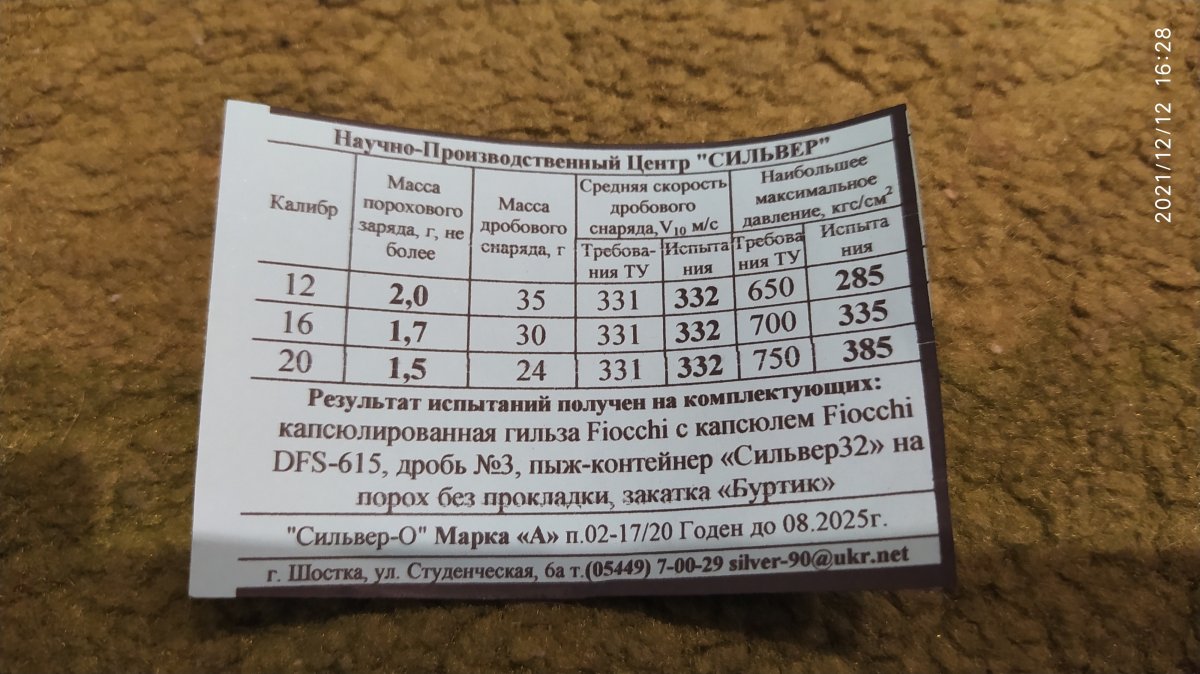 Научно-Производственный Центр "СИЛЬВЕР"
Калибр
Масса
порохового
заряда, г, не
более
Масса
дробового
снаряда, г
Средняя скорость
дробового
снаряда, V10 м/с
Наибольшее
максимальное
давление, кгс/см2
Требова-
ния ТУ
Испыта
ния
Требова
ния ТУ
Испыта
ния
12 2,0 35 331 332 650 285
16 1,7 30 331 332 700 335
20 1,5 24 331 332 750 385
Результат испытаний получен на комплектующих:
капсюлированная гильза Fiocchi с капсюлем Fiocchi
DFS-615, дробь №3, пыж-контейнер «Сильвер32» на
порох без прокладки, закатка «Буртик»
"Сильвер-О" Марка «А» п.02-17/20 Годен до 08.2025г.
г. Шостка, ул. Студенческая, 6а т.(05449) 7-00-29 silver-90@ukr.net
2021/12/12 16:28